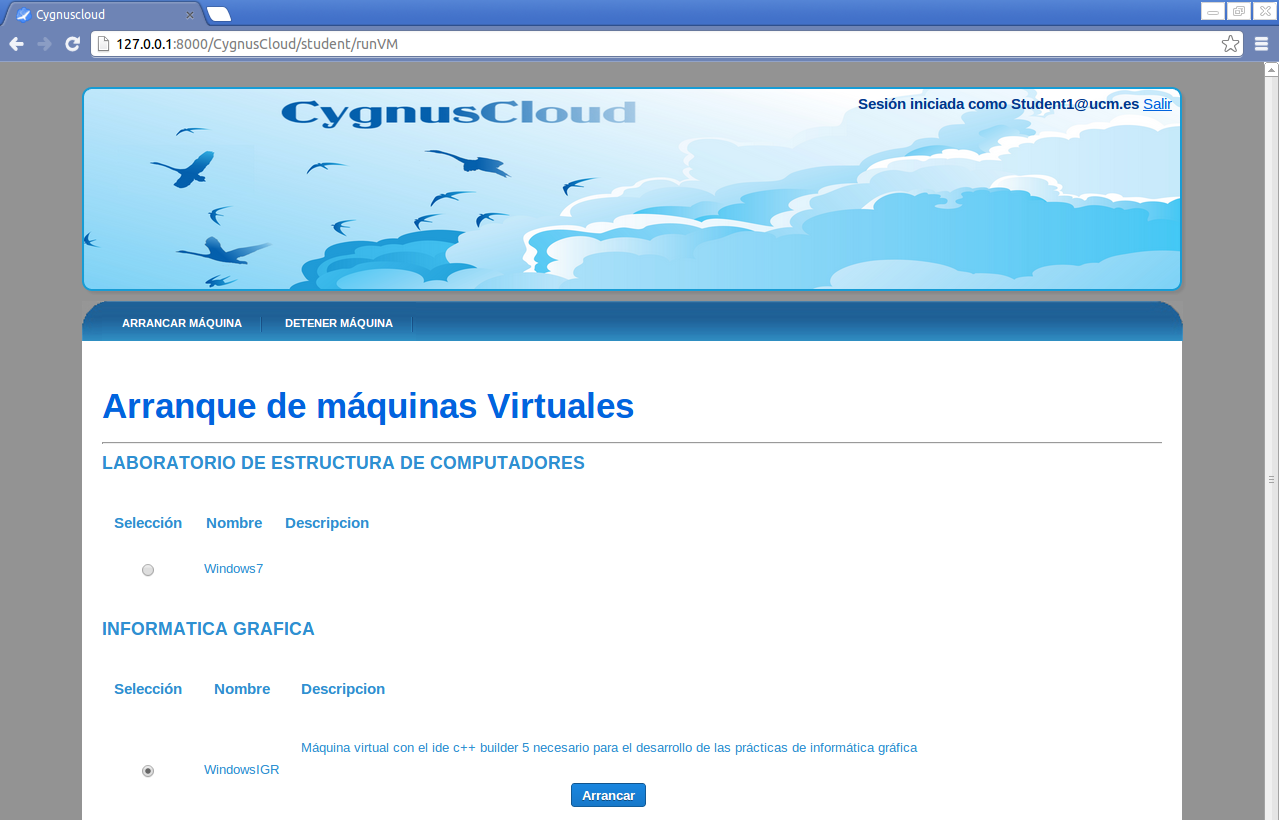 Cygnuscloud
127.0.0.1:8000/CygnusCloud/student/runVM
CygnusCloud
Sesión iniciada como Student1@ucm.es Salir
ARRANCAR MÁQUINA DETENER MÁQUINA
Arranque de máquinas Virtuales
LABORATORIO DE ESTRUCTURA DE COMPUTADORES
Selección Nombre Descripcion
Windows7
INFORMATICA GRAFICA
Selección Nombre Descripcion
Máquina virtual con el ide c++ builder 5 necesario para el desarrollo de las prácticas de informática gráfica
WindowsIGR
Arrancar